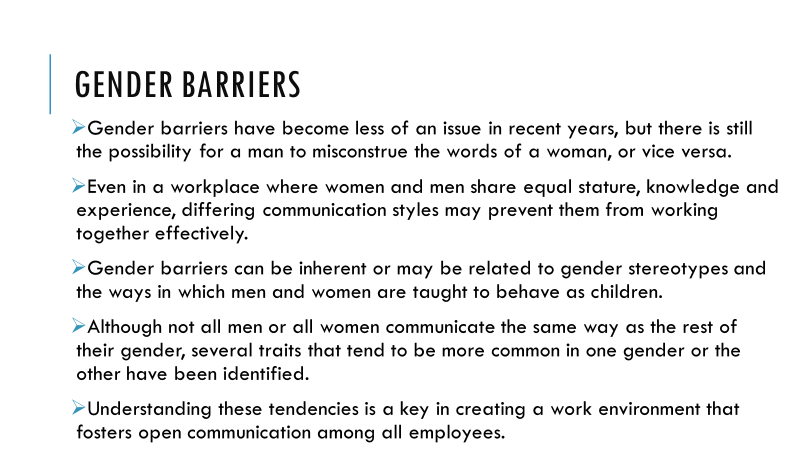 GENDER BARRIERS
➢Gender barriers have become less of an issue in recent years, but there is still
the possibility for a man to misconstrue the words of a woman, or vice versa.
➢Even in a workplace where women and men share equal stature, knowledge and
experience, differing communication styles may prevent them from working
together effectively.
➢Gender barriers can be inherent or may be related to gender stereotypes and
the ways in which men and women are taught to behave as children.
➢Although not all men or all women communicate the same way as the rest of
their gender, several traits that tend to be more common in one gender or the
other have been identified.
➢Understanding these tendencies is a key in creating a work environment that
fosters open communication among all employees.